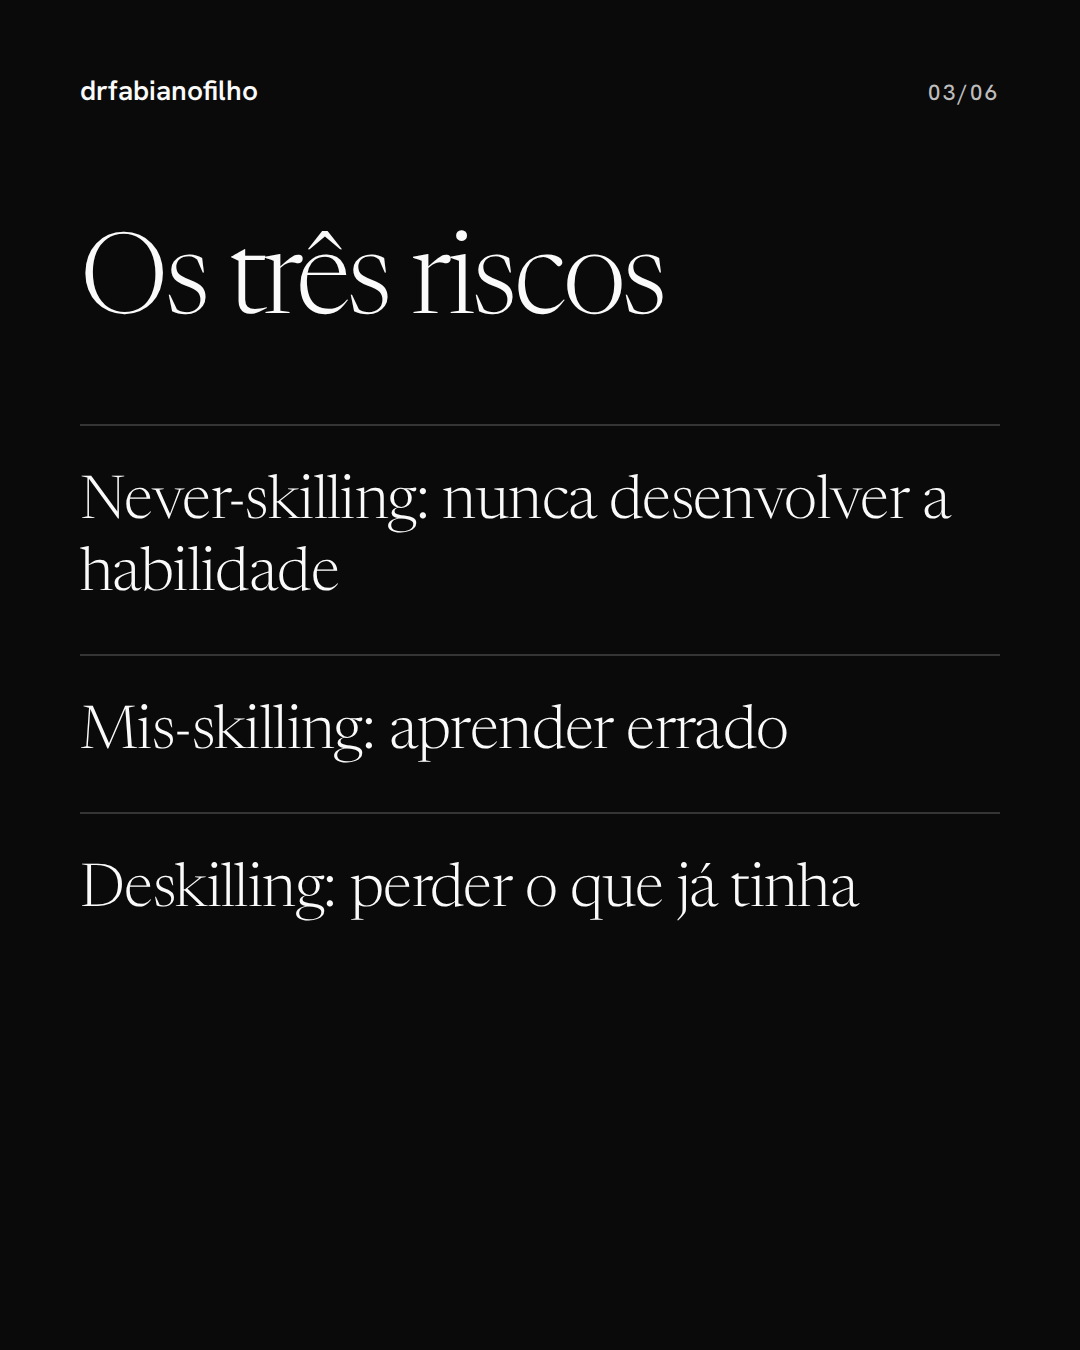 drfabianofilho
03/06
Os três riscos
Never-skilling: nunca desenvolver a
habilidade
Mis-skilling: aprender errado
Deskilling: perder o que já tinha